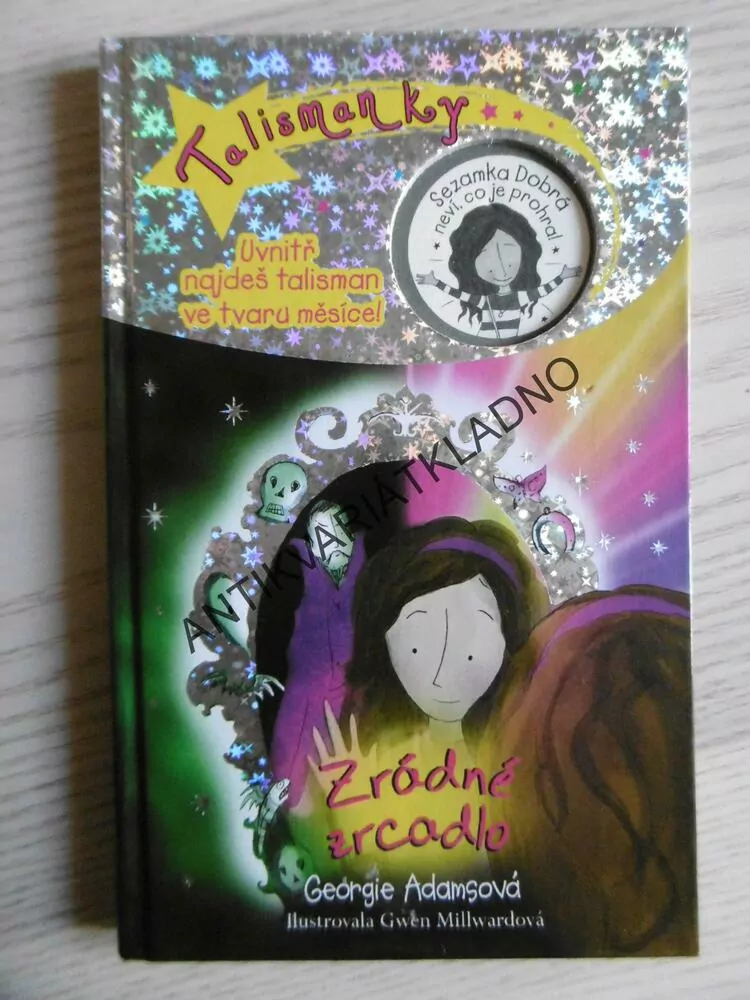 Talismanky
Sezamka Dobrá
neví, co je prohra!
Uvnitř
najdeš talisman
ve tvaru měsíce!
ANTIKVARIÁTKLADNO
Zrádné
zrcadlo
Georgie Adamsová
Ilustrovala Gwen Millwardová